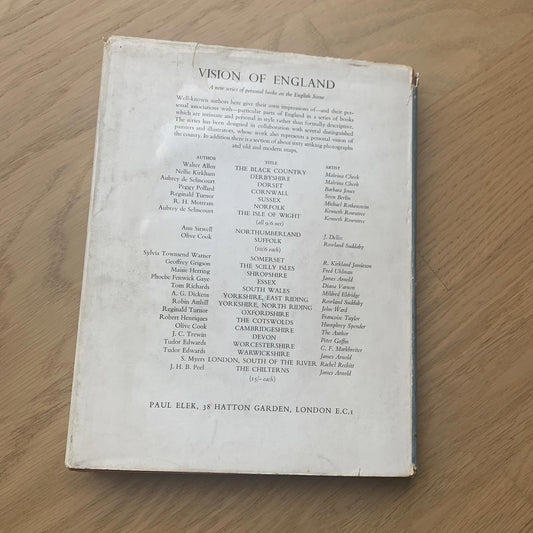 VISION OF ENGLAND
A new series of personal books on the English Scene
Well-known authors here give their own impressions of—and their per-
sonal associations with—particular parts of England in a series of books
which are intimate and personal in style rather than formally descriptive.
The series has been designed in collaboration with several distinguished
painters and illustrators, whose work also represents a personal vision of
the county. In addition there is a section of about sixty striking photographs
and old and modern maps.
AUTHOR TITLE ARTIST
Walter Allen THE BLACK COUNTRY Malvina Cheek
Nellie Kirkham DERBYSHIRE Malvina Cheek
Aubrey de Selincourt DORSET Barbara Jones
Peggy Pollard CORNWALL Sven Berlin
Reginald Turnor SUSSEX Michael Rothenstein
R. H. Mottram NORFOLK Kenneth Rowntree
Aubrey de Selincourt THE ISLE OF WIGHT Kenneth Rowntree
(all 9/6 net)
Ann Sitwell NORTHUMBERLAND J.
Olive Cook SUFFOLK Rowland Suddaby
(10/6 each)
Sylvia Townsend Warner SOMERSET R. Kirkland Jamieson
Geoffrey Grigson THE SCILLY ISLES Fred Uhlman
Maisie Herring SHROPSHIRE James Arnold
Phoebe Fenwick Gaye ESSEX Diana
Tom Richards SOUTH WALES Mildred Eldridge
A. G. Dickens YORKSHIRE, EAST RIDING Rowland Suddaby
Robin Atthill YORKSHIRE, NORTH RIDING John Ward
Reginald Turnor OXFORDSHIRE Francoise Taylor
Robert Henriques THE COTSWOLDS Humphrey Spender
Olive Cook CAMBRIDGESHIRE The Author
J. C. Trewin DEVON Peter Goffin
Tudor Edwards WORCESTERSHIRE C. F. Markbreiter
Tudor Edwards WARWICKSHIRE James Arnold
S. Myers LONDON, SOUTH OF THE RIVER Rachel Reckitt
J. H. B. Peel THE CHILTERNS James Arnold
(15/- each)
PAUL ELEK, 38 HATTON GARDEN, LONDON E.C.1